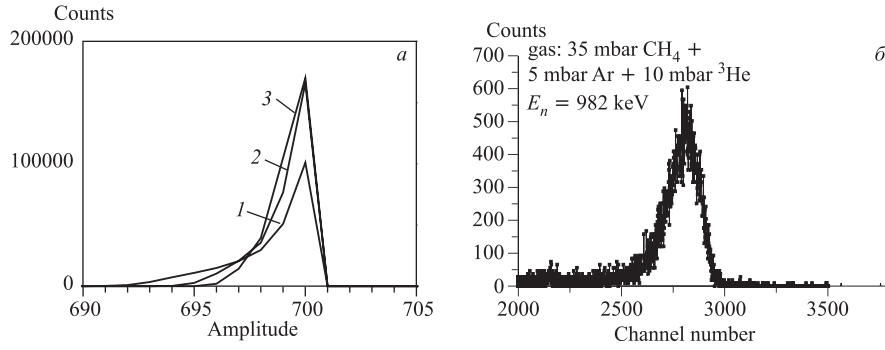 Counts
200000
а
3
100000
2
1
0
690
695
700
705
Amplitude
Counts
700
gas: 35 mbar CH₄ +
б
5 mbar Ar + 10 mbar ³He
600
Eₙ = 982 keV
500
400
300
200
100
0
2000
2500
3000
3500
Channel number